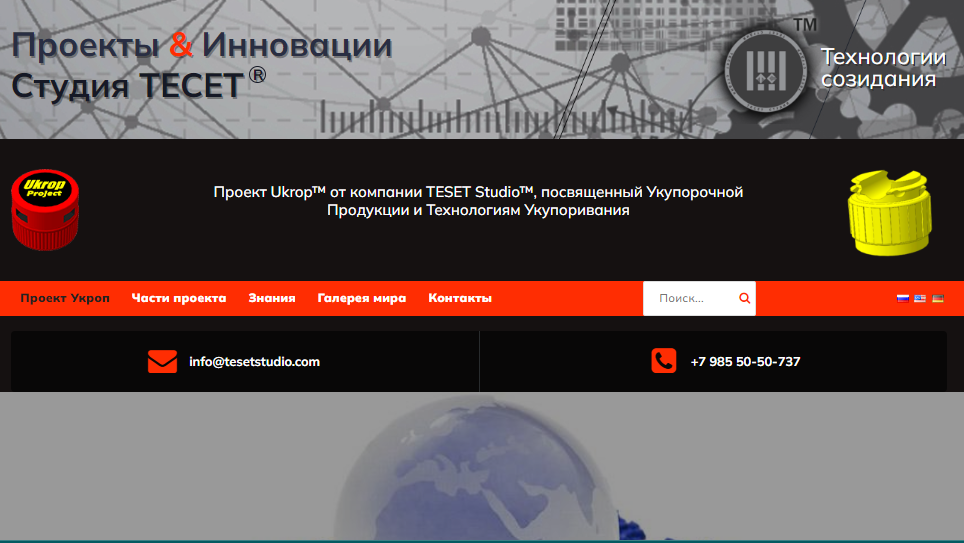 Проекты & Инновации
Студия ТЕСЕТ®
TM
Технологии
созидания
Ukrop
Project
Проект Ukrop™ от компании TESET Studio™, посвященный Укупорочной
Продукции и Технологиям Укупоривания
Проект Укроп Части проекта Знания Галерея мира Контакты Поиск...
info@tesetstudio.com +7 985 50-50-737